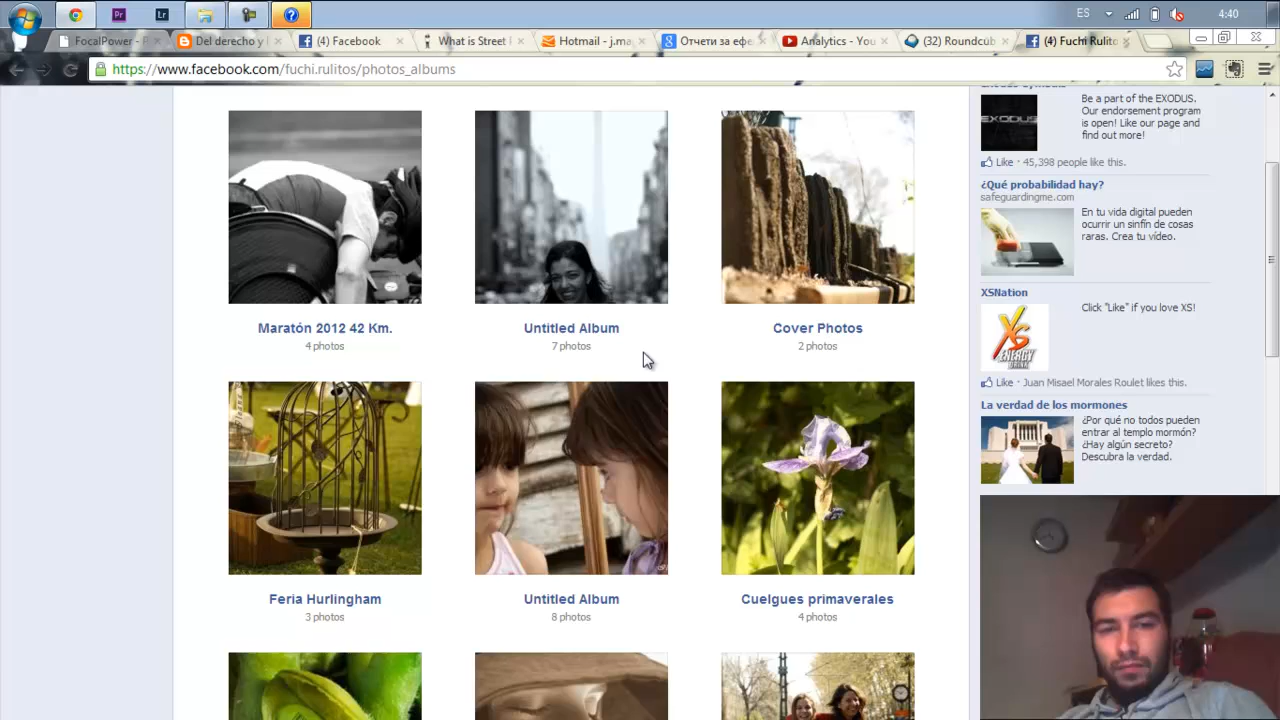 Pr
Lr
ES
4:40
FocalPower - P
Del derecho y
(4) Facebook
What is Street
Hotmail - j.ma
Отчети за ефе
Analytics - You
(32) Roundcub
(4) Fuchi Rulito
https://www.facebook.com/fuchi.rulitos/photos_albums
Maratón 2012 42 Km.
4 photos
Untitled Album
7 photos
Cover Photos
2 photos
Feria Hurlingham
3 photos
Untitled Album
8 photos
Cuelgues primaverales
4 photos
EXODUS
Be a part of the EXODUS.
Our endorsement program
is open! Like our page and
find out more!
Like · 45,398 people like this.
¿Qué probabilidad hay?
safeguardingme.com
En tu vida digital pueden
ocurrir un sinfín de cosas
raras. Crea tu vídeo.
XSNation
XS
ENERGY
DRINK
Click "Like" if you love XS!
Like · Juan Misael Morales Roulet likes this.
La verdad de los mormones
¿Por qué no todos pueden
entrar al templo mormón?
¿Hay algún secreto?
Descubra la verdad.